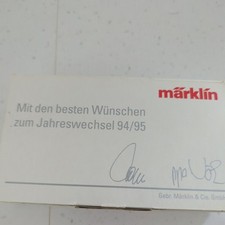 märklin
Mit den besten Wünschen
zum Jahreswechsel 94/95
Gebr. Märklin & Cie. GmbH